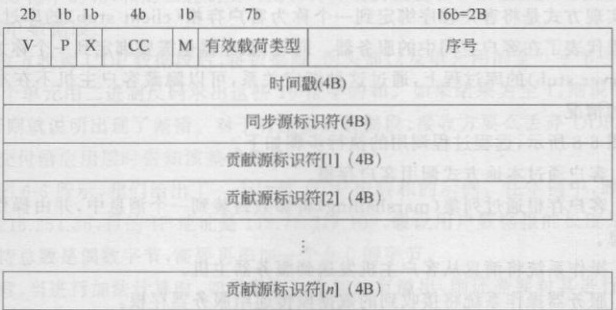 2b 1b 1b 4b 1b 7b 16b=2B
V P X CC M 有效载荷类型 序号
时间戳(4B)
同步源标识符(4B)
贡献源标识符[1] (4B)
贡献源标识符[2] (4B)
⋮
贡献源标识符[n] (4B)